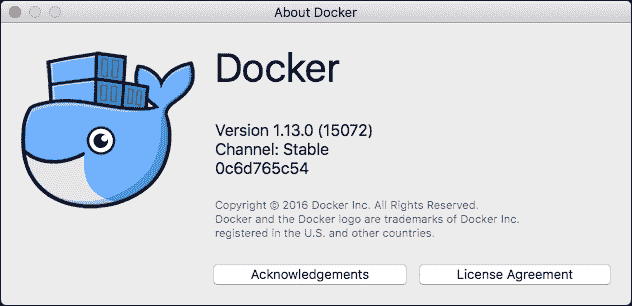 About Docker
Docker
Version 1.13.0 (15072)
Channel: Stable
0c6d765c54
Copyright © 2016 Docker Inc. All Rights Reserved.
Docker and the Docker logo are trademarks of Docker Inc.
registered in the U.S. and other countries.
Acknowledgements
License Agreement